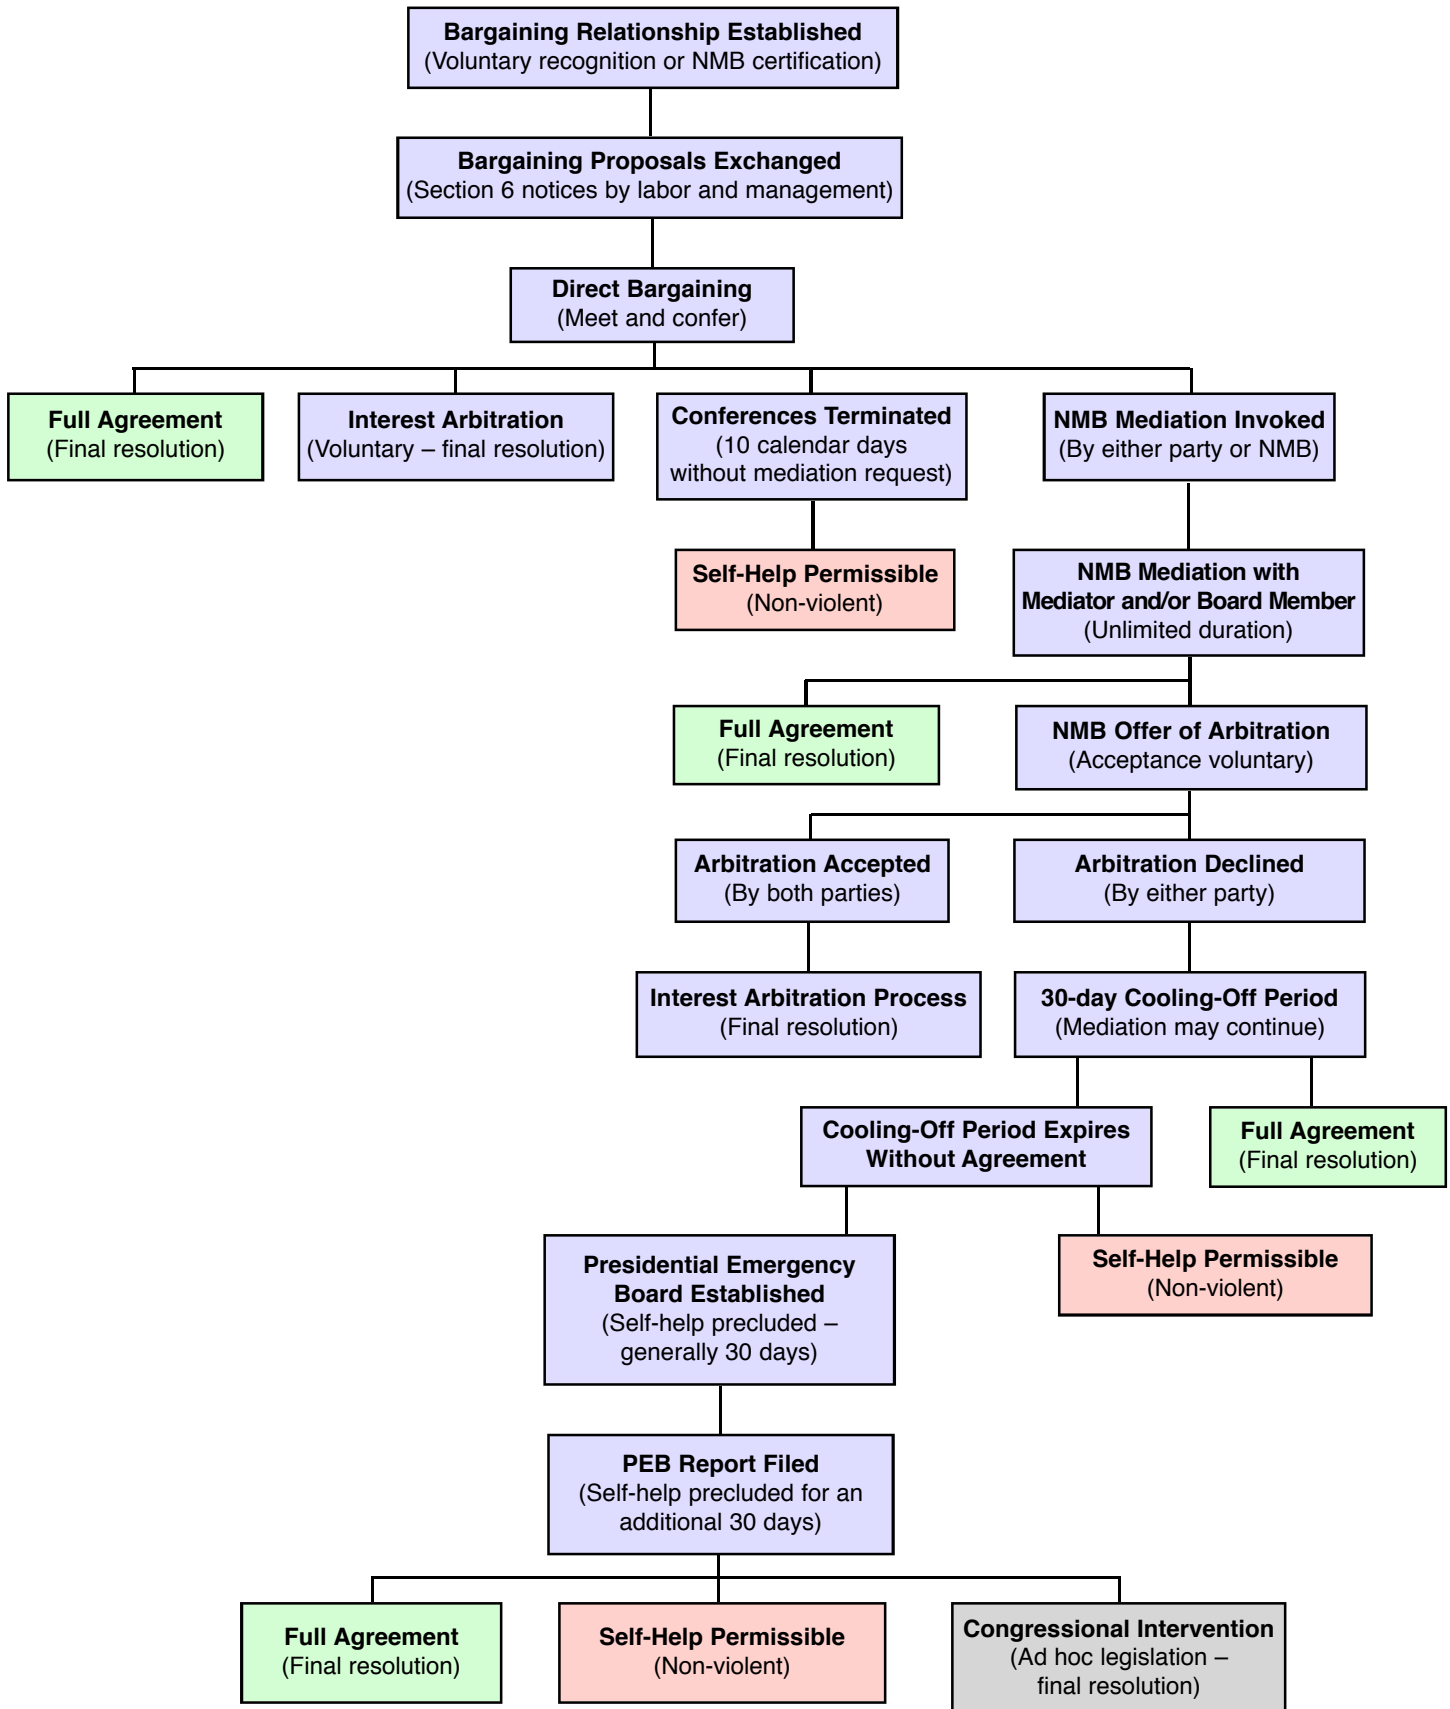 Bargaining Relationship Established
(Voluntary recognition or NMB certification)
Bargaining Proposals Exchanged
(Section 6 notices by labor and management)
Direct Bargaining
(Meet and confer)
Full Agreement
(Final resolution)
Interest Arbitration
(Voluntary – final resolution)
Conferences Terminated
(10 calendar days
without mediation request)
NMB Mediation Invoked
(By either party or NMB)
Self-Help Permissible
(Non-violent)
NMB Mediation with
Mediator and/or Board Member
(Unlimited duration)
Full Agreement
(Final resolution)
NMB Offer of Arbitration
(Acceptance voluntary)
Arbitration Accepted
(By both parties)
Arbitration Declined
(By either party)
Interest Arbitration Process
(Final resolution)
30-day Cooling-Off Period
(Mediation may continue)
Cooling-Off Period Expires
Without Agreement
Full Agreement
(Final resolution)
Presidential Emergency
Board Established
(Self-help precluded –
generally 30 days)
Self-Help Permissible
(Non-violent)
PEB Report Filed
(Self-help precluded for an
additional 30 days)
Full Agreement
(Final resolution)
Self-Help Permissible
(Non-violent)
Congressional Intervention
(Ad hoc legislation –
final resolution)